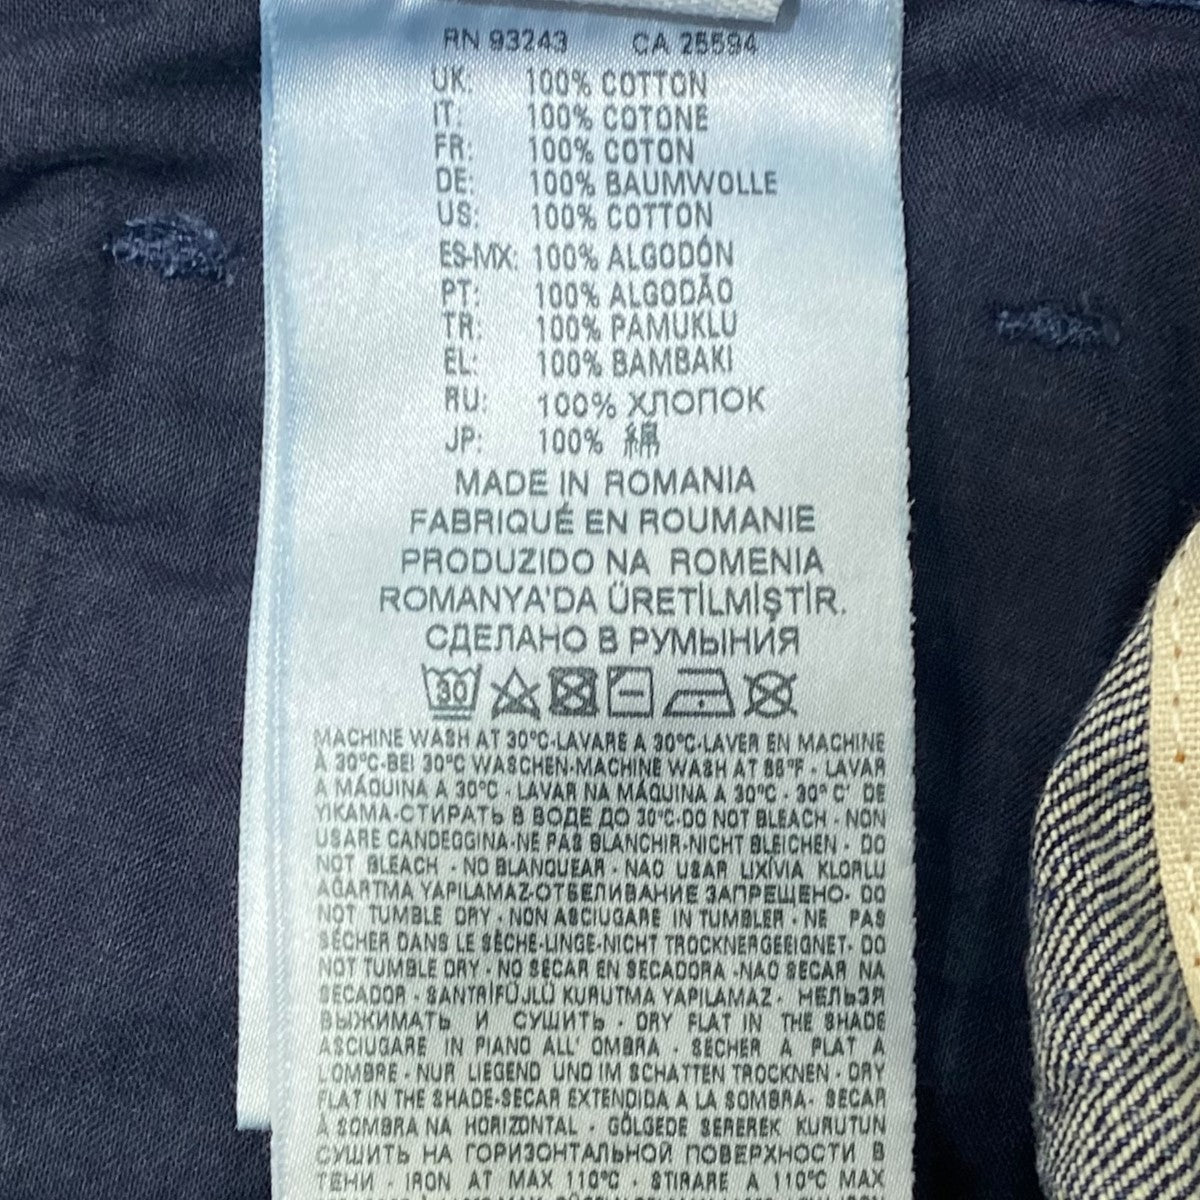 RN 93243 CA 25594
UK: 100% COTTON
IT: 100% COTONE
FR: 100% COTON
DE: 100% BAUMWOLLE
US: 100% COTTON
ES-MX: 100% ALGODÓN
PT: 100% ALGODÃO
TR: 100% PAMUKLU
EL: 100% BAMBAKI
RU: 100% ХЛОПОК
JP: 100% 綿
MADE IN ROMANIA
FABRIQUÉ EN ROUMANIE
PRODUZIDO NA ROMENIA
ROMANYA'DA ÜRETİLMİŞTİR.
СДЕЛАНО В РУМЫНИЯ
30
MACHINE WASH AT 30°C-LAVARE A 30°C-LAVER EN MACHINE
A 30°C-BEI 30°C WASCHEN-MACHINE WASH AT 86°F - LAVAR
A MÁQUINA A 30°C - LAVAR NA MÁQUINA A 30°C - 30° C' DE
YIKAMA-СТИРАТЬ В ВОДЕ ДО 30°C-DO NOT BLEACH - NON
USARE CANDEGGINA-NE PAS BLANCHIR-NICHT BLEICHEN - DO
NOT BLEACH - NO BLANQUEAR - NAO USAR LIXÍVIA KLORLU
AĞARTMA YAPILAMAZ-ОТБЕЛИВАНИЕ ЗАПРЕЩЕНО- DO
NOT TUMBLE DRY - NON ASCIUGARE IN TUMBLER - NE PAS
SÉCHER DANS LE SÈCHE-LINGE-NICHT TROCKNERGEEIGNET- DO
NOT TUMBLE DRY - NO SECAR EN SECADORA -NAO SECAR NA
SECADOR - SANTRİFÜJLÜ KURUTMA YAPILAMAZ - НЕЛЬЗЯ
ВЫЖИМАТЬ И СУШИТЬ - DRY FLAT IN THE SHADE
ASCIUGARE IN PIANO ALL' OMBRA - SÉCHER A PLAT A
L'OMBRE - NUR LIEGEND UND IM SCHATTEN TROCKNEN - DRY
FLAT IN THE SHADE-SECAR EXTENDIDA A LA SOMBRA- SECAR
À SOMBRA NA HORIZONTAL - GÖLGEDE SEREREK KURUTUN
СУШИТЬ НА ГОРИЗОНТАЛЬНОЙ ПОВЕРХНОСТИ В
ТЕНИ - IRON AT MAX 110°C - STIRARE A 110°C MAX